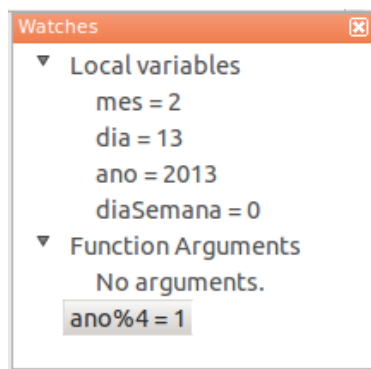 Watches
Local variables
mes = 2
dia = 13
ano = 2013
diaSemana = 0
Function Arguments
No arguments.
ano%4 = 1